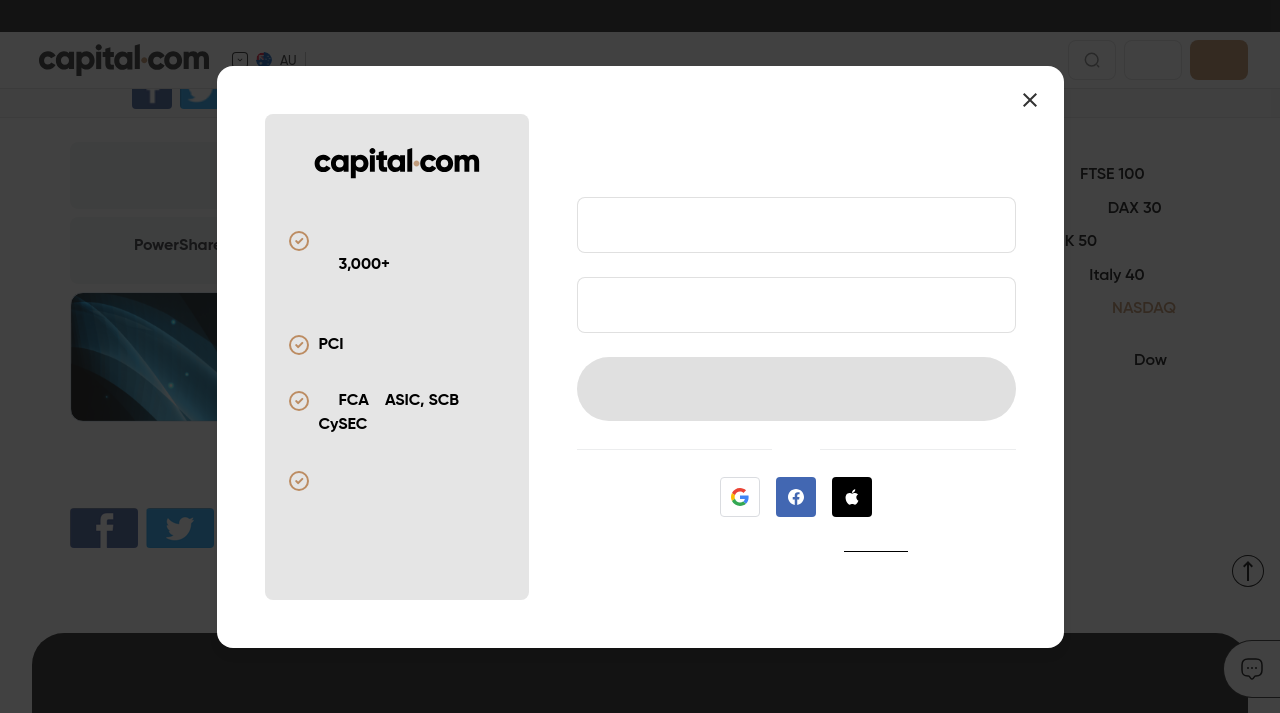 capital.com
AU
FTSE 100
DAX 30
K 50
PowerShare
Italy 40
NASDAQ
Dow
capital.com
3,000+
PCI
FCA ASIC, SCB
CySEC